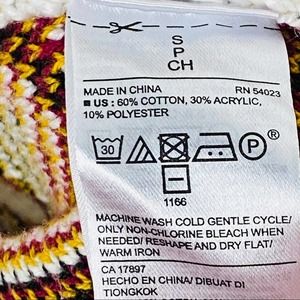 S
P
CH
MADE IN CHINA RN 54023
■ US : 60% COTTON, 30% ACRYLIC,
10% POLYESTER
30 P ®
1166
MACHINE WASH COLD GENTLE CYCLE/
ONLY NON-CHLORINE BLEACH WHEN
NEEDED/ RESHAPE AND DRY FLAT/
WARM IRON
CA 17897
HECHO EN CHINA/ DIBUAT DI
TIONGKOK